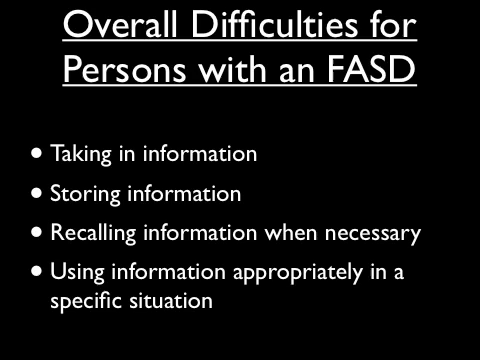 Overall Difficulties for
Persons with an FASD
• Taking in information
• Storing information
• Recalling information when necessary
• Using information appropriately in a
specific situation